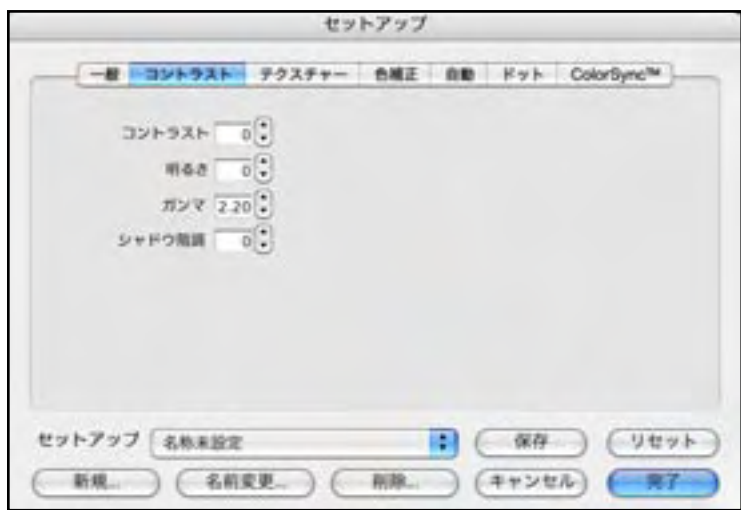 セットアップ
一般 コントラスト テクスチャー 色補正 自動 ドット ColorSync™
コントラスト 0
明るさ 0
ガンマ 2.20
シャドウ階調 0
セットアップ 名称未設定 保存 リセット
新規... 名前変更... 削除... キャンセル 完了